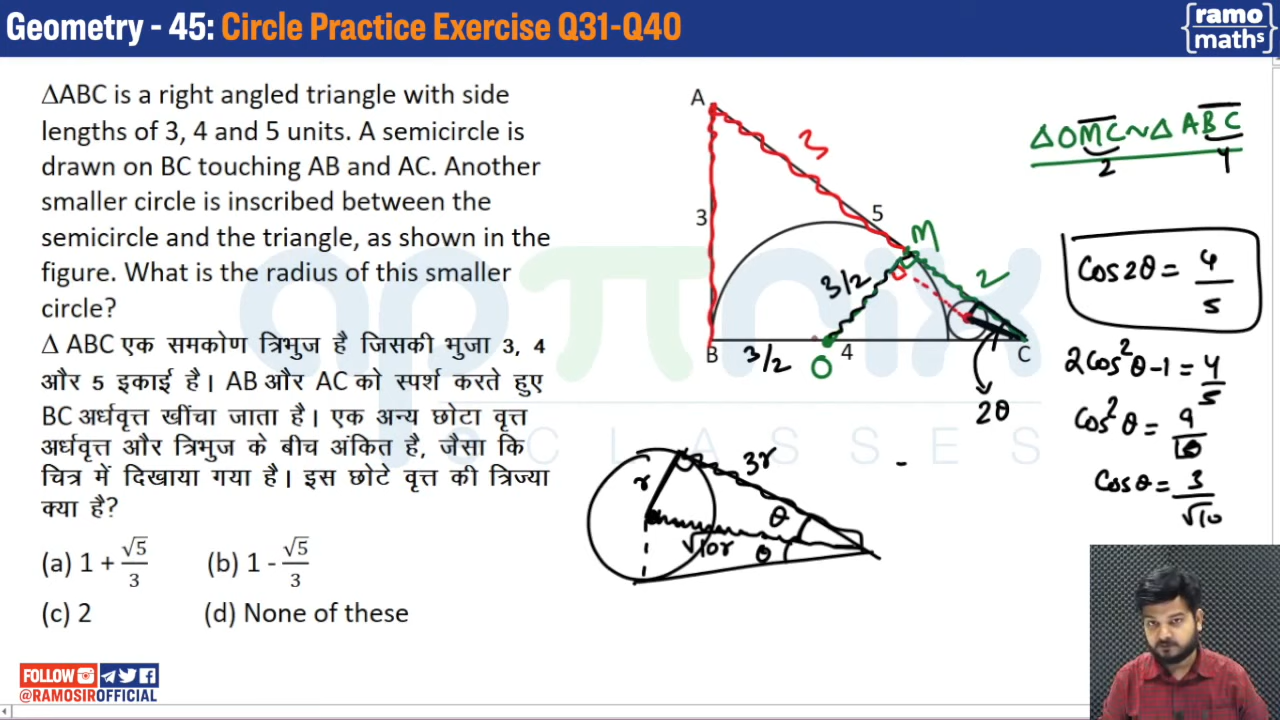 Geometry - 45: Circle Practice Exercise Q31-Q40
ramo
maths
ΔABC is a right angled triangle with side
lengths of 3, 4 and 5 units. A semicircle is
drawn on BC touching AB and AC. Another
smaller circle is inscribed between the
semicircle and the triangle, as shown in the
figure. What is the radius of this smaller
circle?
Δ ABC एक समकोण त्रिभुज है जिसकी भुजा 3, 4
और 5 इकाई है। AB और AC को स्पर्श करते हुए
BC अर्धवृत्त खींचा जाता है। एक अन्य छोटा वृत्त
अर्धवृत्त और त्रिभुज के बीच अंकित है, जैसा कि
चित्र में दिखाया गया है। इस छोटे वृत्त की त्रिज्या
क्या है?
(a) 1 + √5/3 (b) 1 - √5/3
(c) 2 (d) None of these
A
3
3
5
M
2
3/2
B
3/2
O
4
C
2θ
ΔOMC ~ ΔABC
2 4
Cos2θ = 4/5
2Cos²θ-1 = 4/5
Cos²θ = 9/10
Cosθ = 3/√10
r
3r
θ
√10r
θ
CLASSES
FOLLOW
@RAMOSIROFFICIAL